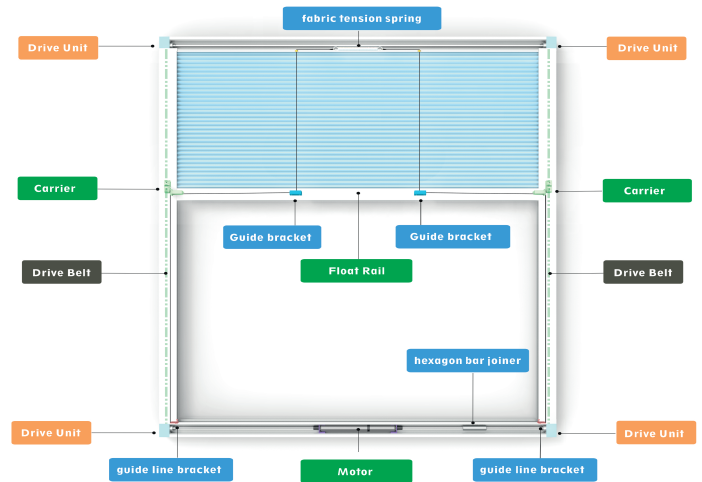 fabric tension spring
Drive Unit
Drive Unit
Carrier
Carrier
Guide bracket
Guide bracket
Float Rail
Drive Belt
Drive Belt
hexagon bar joiner
Drive Unit
Drive Unit
guide line bracket
Motor
guide line bracket